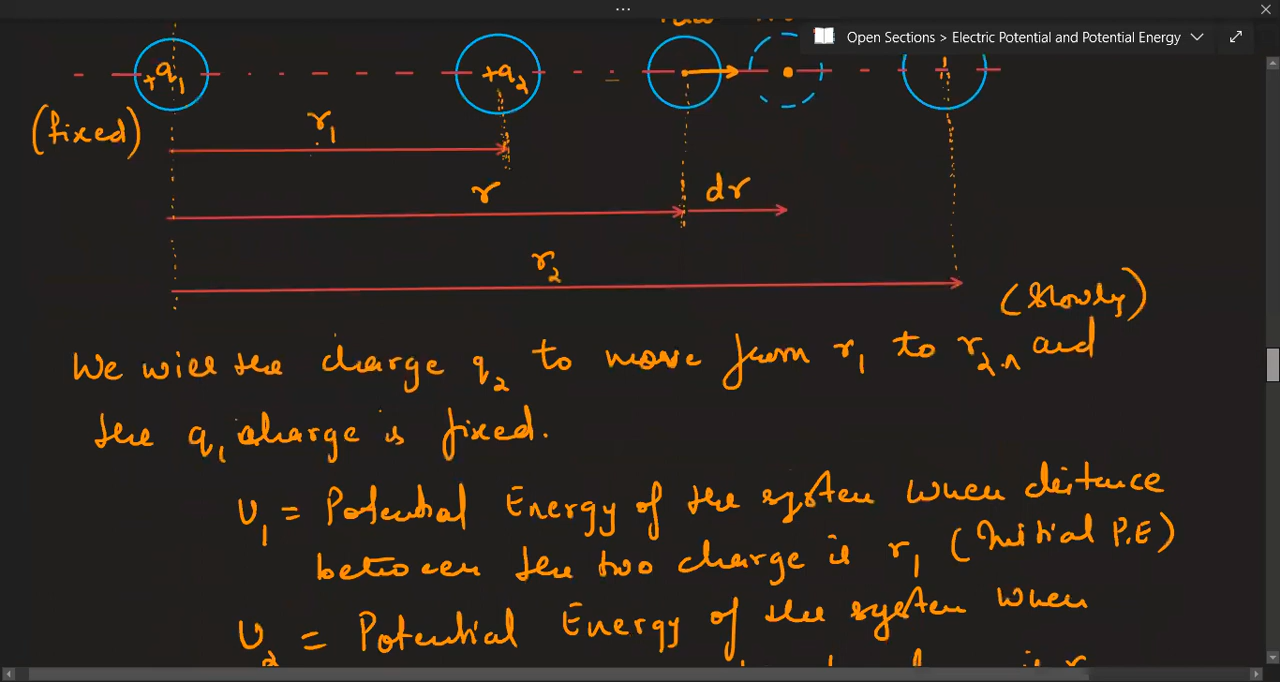 Open Sections > Electric Potential and Potential Energy
+q1 +q2
(fixed)
r1
r dr
r2
(slowly)
We will the charge q2 to move from r1 to r2 and
the q1 charge is fixed.
U1 = Potential Energy of the system when distance
between the two charge is r1 (Initial P.E)
U2 = Potential Energy of the system when